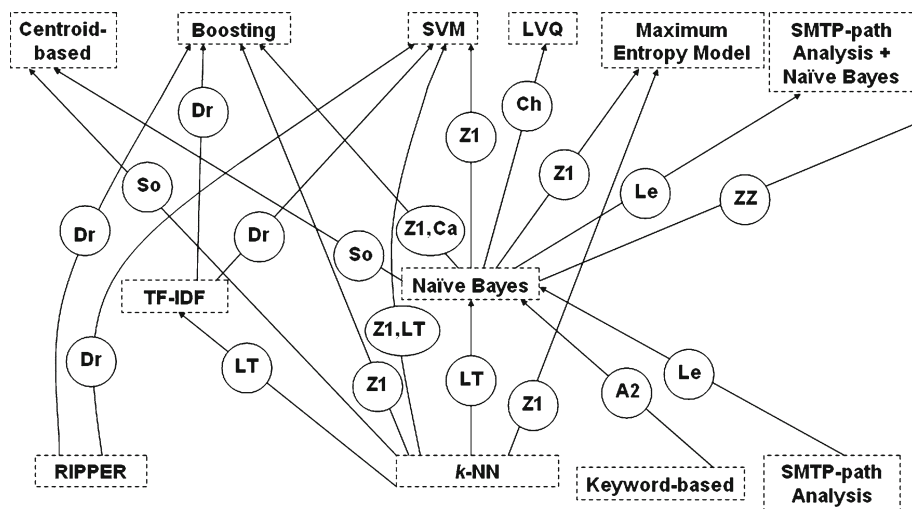 Centroid-
based
Boosting
SVM
LVQ
Maximum
Entropy Model
SMTP-path
Analysis +
Naïve Bayes
Dr
Ch
Z1
Z1
So
Le
ZZ
Dr
Dr
Z1,Ca
So
Naïve Bayes
TF-IDF
Z1,LT
Dr
LT
Z1
LT
Z1
A2
Le
RIPPER
k-NN
Keyword-based
SMTP-path
Analysis